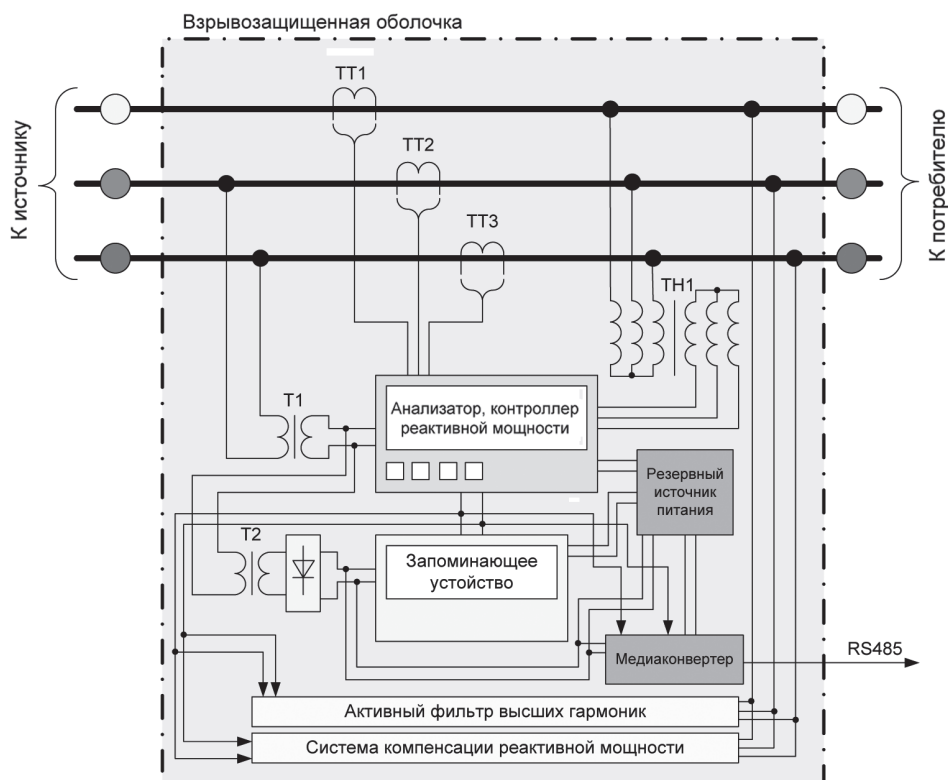 Взрывозащищенная оболочка
ТТ1
ТТ2
ТТ3
К источнику
К потребителю
ТН1
Т1
Анализатор, контроллер
реактивной мощности
Резервный
источник
питания
Т2
Запоминающее
устойство
Медиаконвертер
RS485
Активный фильтр высших гармоник
Система компенсации реактивной мощности